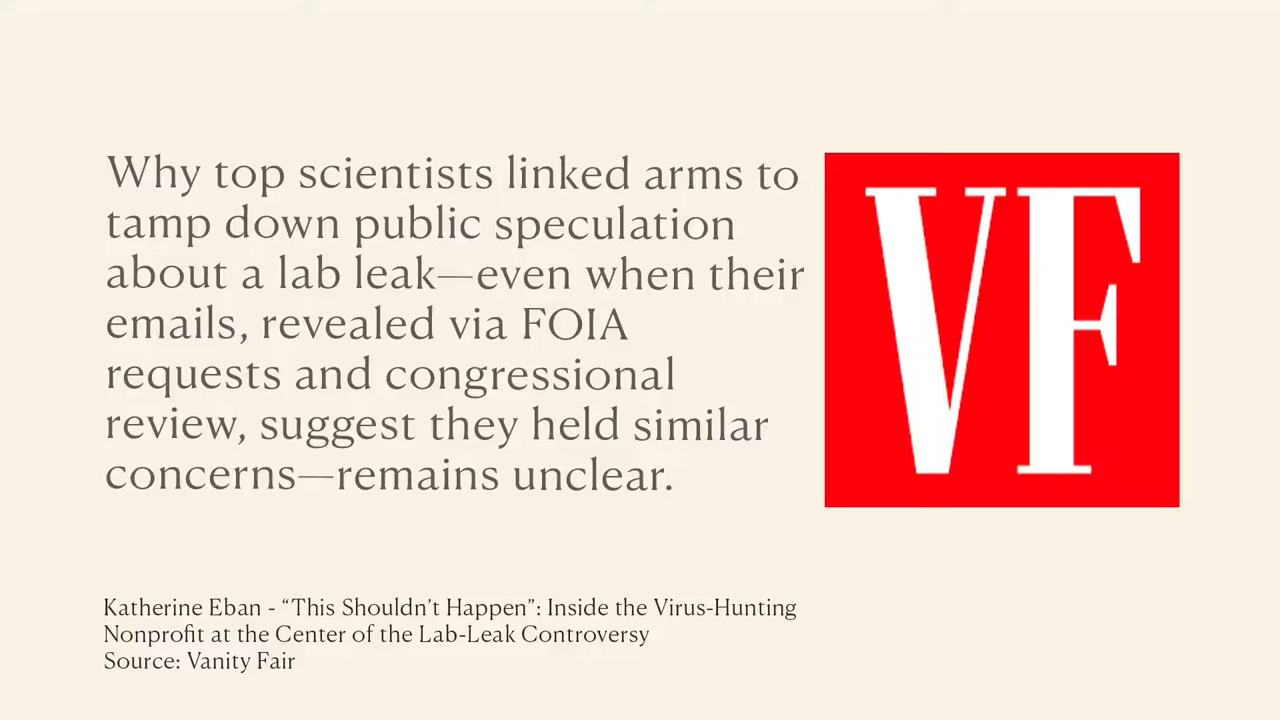 Why top scientists linked arms to
tamp down public speculation
about a lab leak—even when their
emails, revealed via FOIA
requests and congressional
review, suggest they held similar
concerns—remains unclear.
VF
Katherine Eban - “This Shouldn’t Happen”: Inside the Virus-Hunting
Nonprofit at the Center of the Lab-Leak Controversy
Source: Vanity Fair